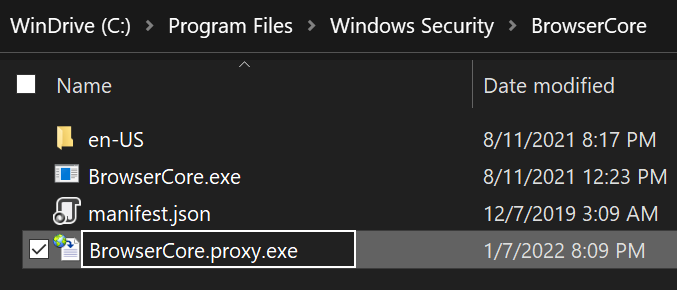 WinDrive (C:) > Program Files > Windows Security > BrowserCore
Name Date modified
en-US 8/11/2021 8:17 PM
BrowserCore.exe 8/11/2021 12:23 PM
manifest.json 12/7/2019 3:09 AM
BrowserCore.proxy.exe 1/7/2022 8:09 PM